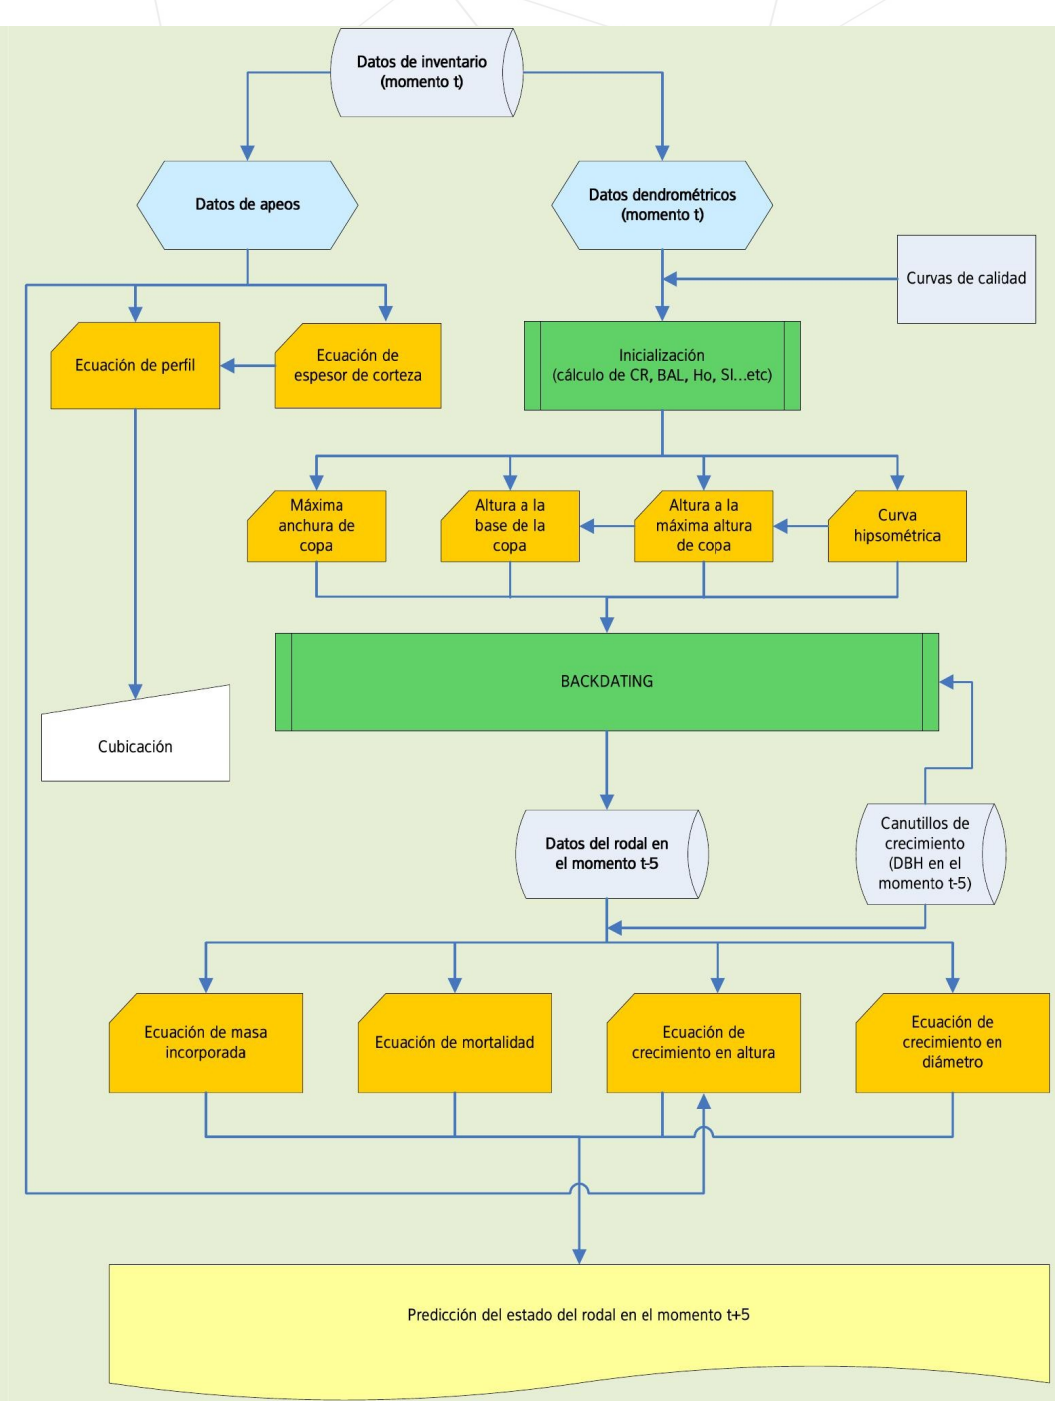 Datos de inventario
(momento t)
Datos de apeos
Datos dendrométricos
(momento t)
Curvas de calidad
Ecuación de perfil
Ecuación de
espesor de corteza
Inicialización
(cálculo de CR, BAL, Ho, SI...etc)
Máxima
anchura de
copa
Altura a la
base de la
copa
Altura a la
máxima altura
de copa
Curva
hipsométrica
BACKDATING
Cubicación
Datos del rodal en
el momento t-5
Canutillos de
crecimiento
(DBH en el
momento t-5)
Ecuación de masa
incorporada
Ecuación de mortalidad
Ecuación de
crecimiento en altura
Ecuación de
crecimiento en
diámetro
Predicción del estado del rodal en el momento t+5